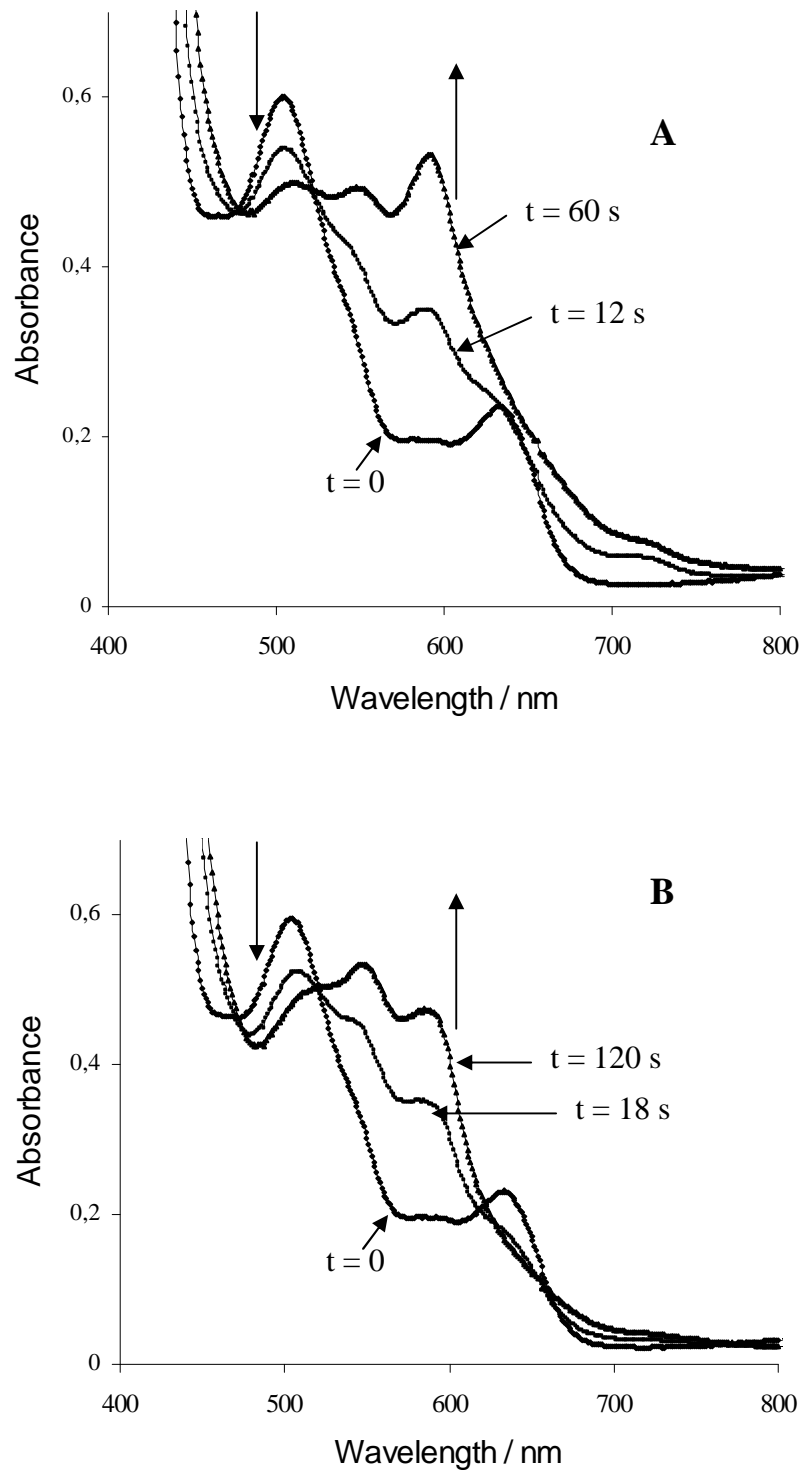 A
0,6
t = 60 s
0,4
t = 12 s
Absorbance
0,2
t = 0
0
400 500 600 700 800
Wavelength / nm
B
0,6
t = 120 s
0,4
t = 18 s
Absorbance
0,2
t = 0
0
400 500 600 700 800
Wavelength / nm